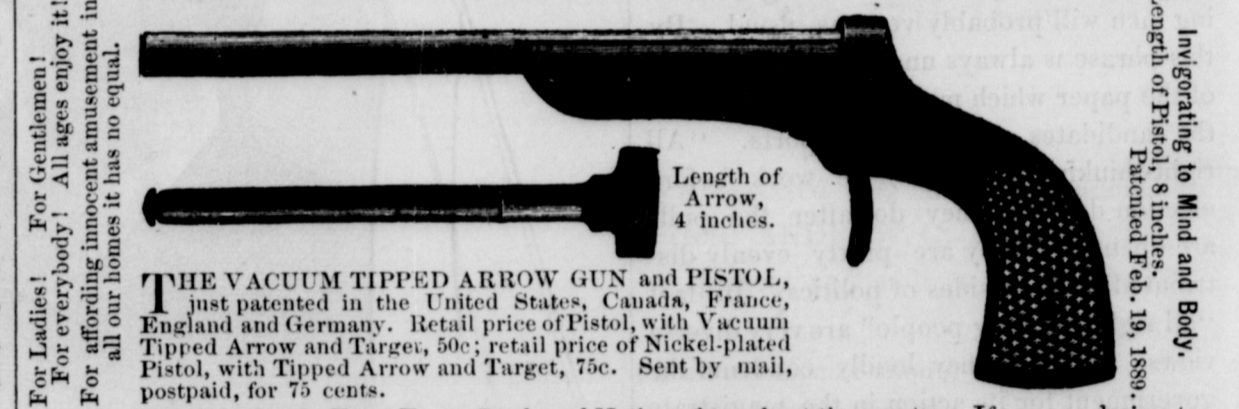 For Ladies! For Gentlemen!
For everybody! All ages enjoy it!
For affording innocent amusement in
all our homes it has no equal.
Length of
Arrow,
4 inches.
Invigorating to Mind and Body
Length of Pistol, 8 inches.
Patented Feb. 19, 1889.
THE VACUUM TIPPED ARROW GUN and PISTOL,
just patented in the United States, Canada, France,
England and Germany. Retail price of Pistol, with Vacuum
Tipped Arrow and Target, 50c; retail price of Nickel-plated
Pistol, with Tipped Arrow and Target, 75c. Sent by mail,
postpaid, for 75 cents.